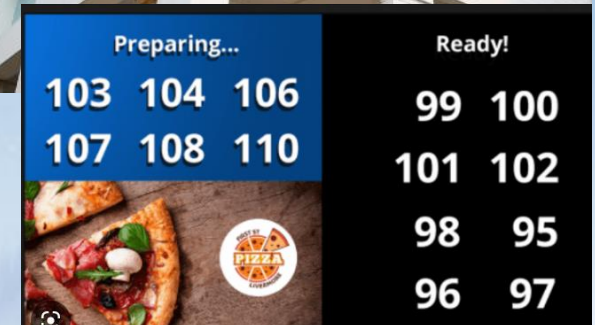 Preparing...
103 104 106
107 108 110
FIRST ST
PIZZA
LIVERMORE
Ready!
99 100
101 102
98 95
96 97